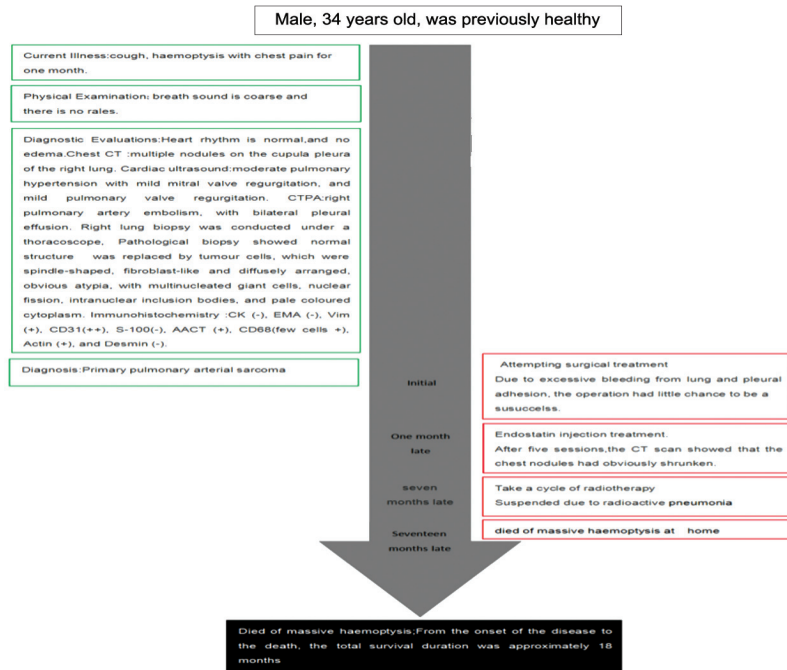 Male, 34 years old, was previously healthy
Current Illness:cough, haemoptysis with chest pain for
one month.
Physical Examination: breath sound is coarse and
there is no rales.
Diagnostic Evaluations:Heart rhythm is normal,and no
edema.Chest CT :multiple nodules on the cupula pleura
of the right lung. Cardiac ultrasound:moderate pulmonary
hypertension with mild mitral valve regurgitation, and
mild pulmonary valve regurgitation. CTPA:right
pulmonary artery embolism, with bilateral pleural
effusion. Right lung biopsy was conducted under a
thoracoscope, Pathological biopsy showed normal
structure was replaced by tumour cells, which were
spindle-shaped, fibroblast-like and diffusely arranged,
obvious atypia, with multinucleated giant cells, nuclear
fission, intranuclear inclusion bodies, and pale coloured
cytoplasm. Immunohistochemistry :CK (-), EMA (-), Vim
(+), CD31(++), S-100(-), AACT (+), CD68(few cells +),
Actin (+), and Desmin (-).
Diagnosis:Primary pulmonary arterial sarcoma
Initial
Attempting surgical treatment
Due to excessive bleeding from lung and pleural
adhesion, the operation had little chance to be a
susuccelss.
One month
late
Endostatin injection treatment.
After five sessions,the CT scan showed that the
chest nodules had obviously shrunken.
seven
months late
Take a cycle of radiotherapy
Suspended due to radioactive pneumonia
Seventeen
months late
died of massive haemoptysis at home
Died of massive haemoptysis;From the onset of the disease to
the death, the total survival duration was approximately 18
months